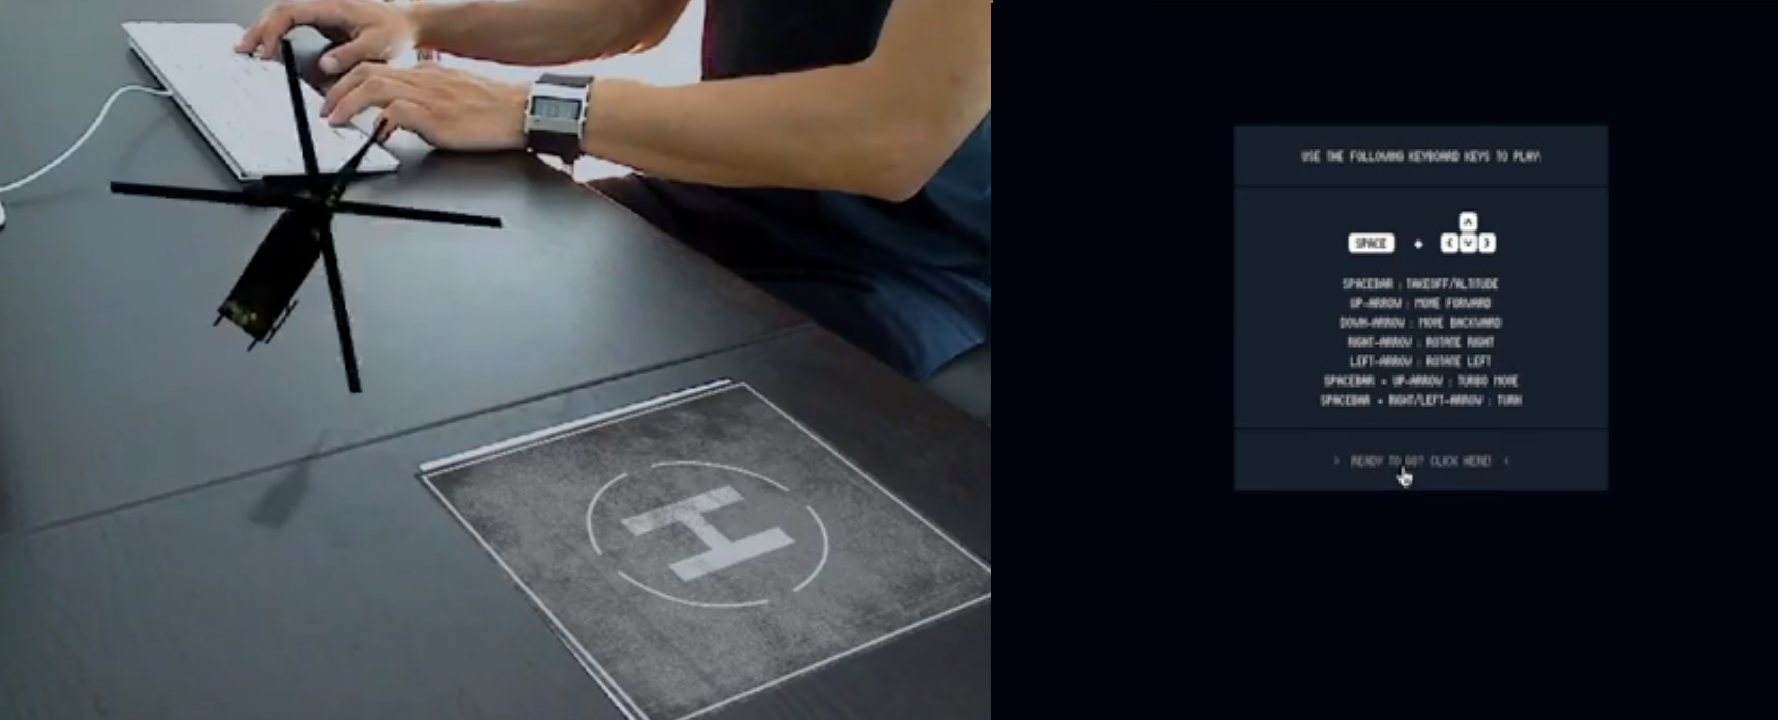 H
USE THE FOLLOWING KEYBOARD KEYS TO PLAY:
SPACE +
SPACEBAR : TAKEOFF/ALTITUDE
UP-ARROW : MOVE FORWARD
DOWN-ARROW : MOVE BACKWARD
RIGHT-ARROW : ROTATE RIGHT
LEFT-ARROW : ROTATE LEFT
SPACEBAR + UP-ARROW : TURBO MOVE
SPACEBAR + RIGHT/LEFT-ARROW : TURN
> READY TO GO? CLICK HERE! <